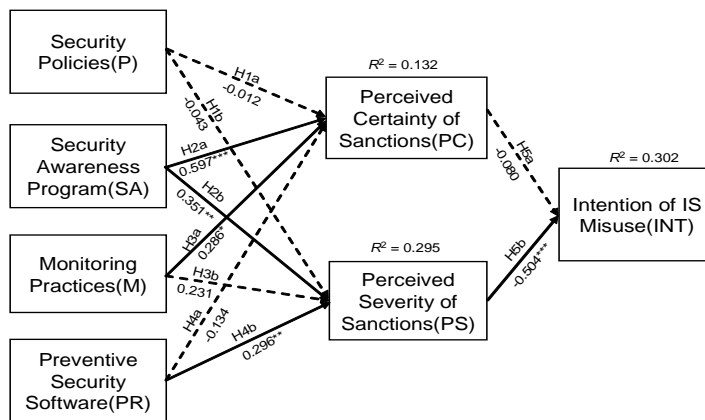 Security
Policies(P)
Security
Awareness
Program(SA)
Monitoring
Practices(M)
Preventive
Security
Software(PR)
H1a
-0.012
H1b
-0.043
H2a
0.597***
H2b
0.351**
H3a
0.286*
H3b
0.231
H4a
-0.134
H4b
0.296**
R² = 0.132
Perceived
Certainty of
Sanctions(PC)
R² = 0.295
Perceived
Severity of
Sanctions(PS)
H5a
-0.080
H5b
-0.504***
R² = 0.302
Intention of IS
Misuse(INT)